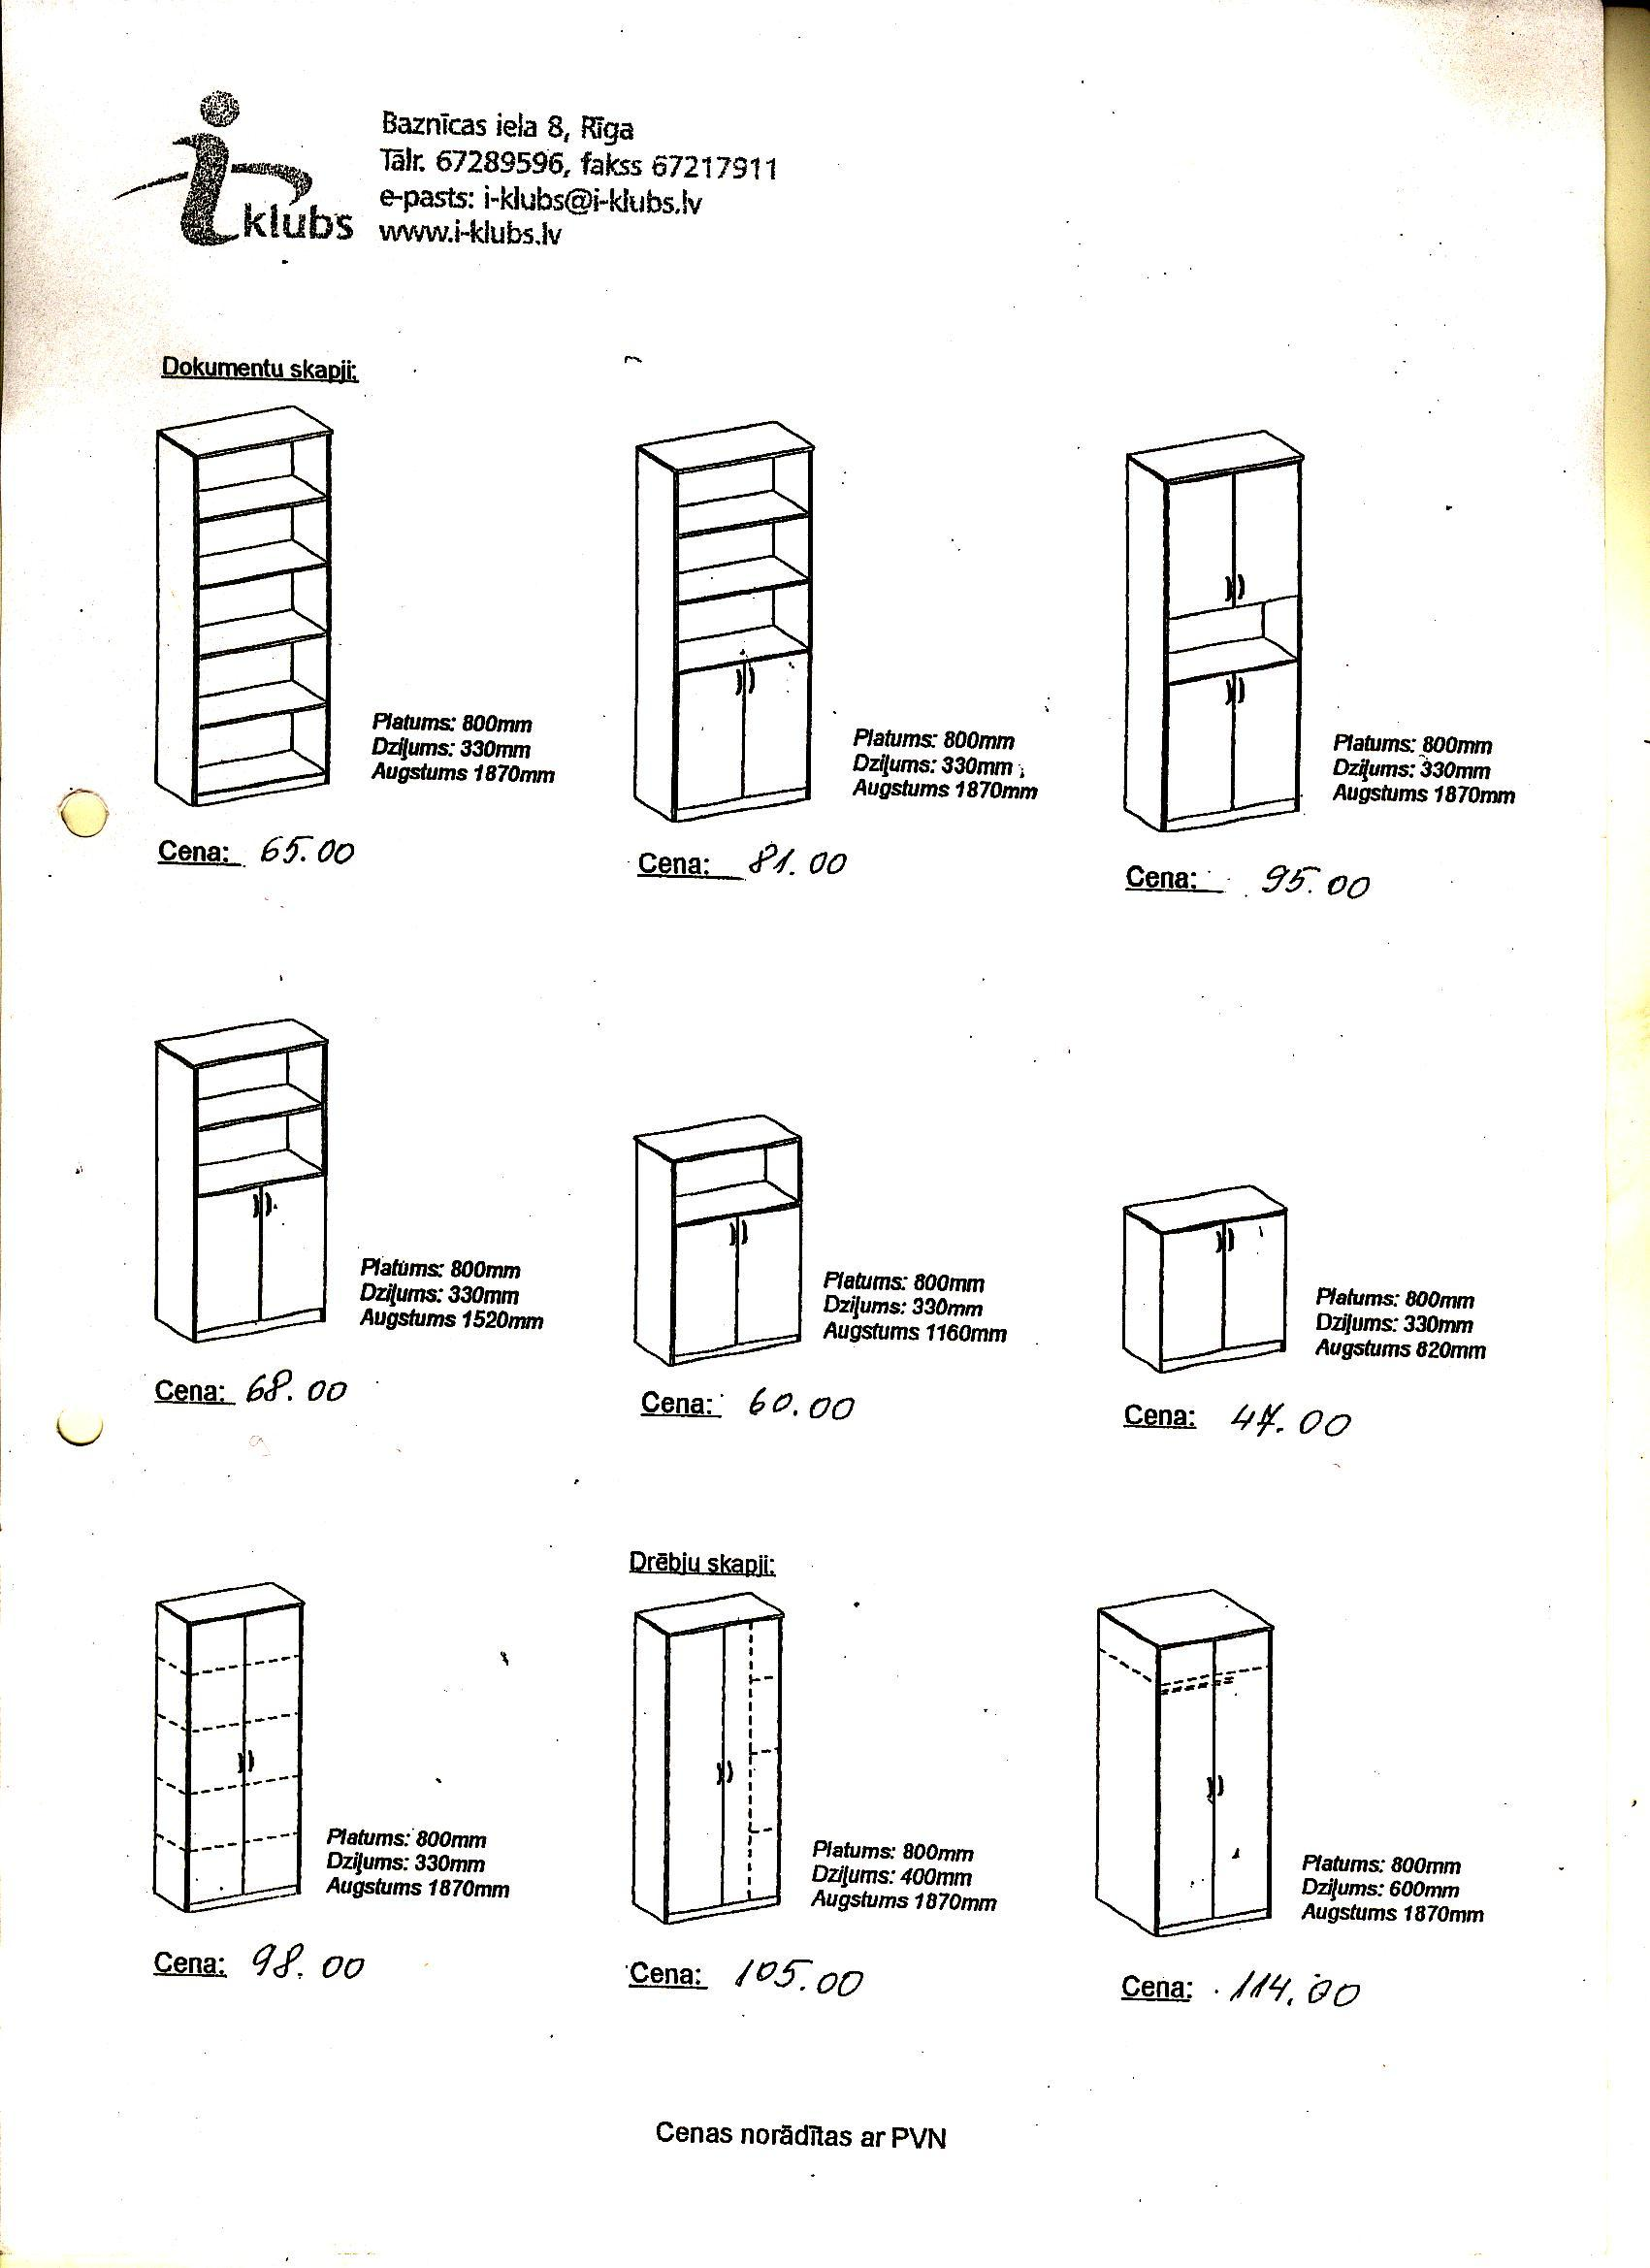 klubs
Baznīcas iela 8, Rīga
Tālr. 67289596, fakss 67217911
e-pasts: i-klubs@i-klubs.lv
www.i-klubs.lv
Dokumentu skapji:
Platums: 800mm
Dziļums: 330mm
Augstums 1870mm
Cena: 65.00
Platums: 800mm
Dziļums: 330mm
Augstums 1870mm
Cena: 81.00
Platums: 800mm
Dziļums: 330mm
Augstums 1870mm
Cena: 95.00
Platums: 800mm
Dziļums: 330mm
Augstums 1520mm
Cena: 68.00
Platums: 800mm
Dziļums: 330mm
Augstums 1160mm
Cena: 60.00
Platums: 800mm
Dziļums: 330mm
Augstums 820mm
Cena: 47.00
Platums: 800mm
Dziļums: 330mm
Augstums 1870mm
Cena: 98.00
Drēbju skapji:
Platums: 800mm
Dziļums: 400mm
Augstums 1870mm
Cena: 105.00
Platums: 800mm
Dziļums: 600mm
Augstums 1870mm
Cena: 114.00
Cenas norādītas ar PVN